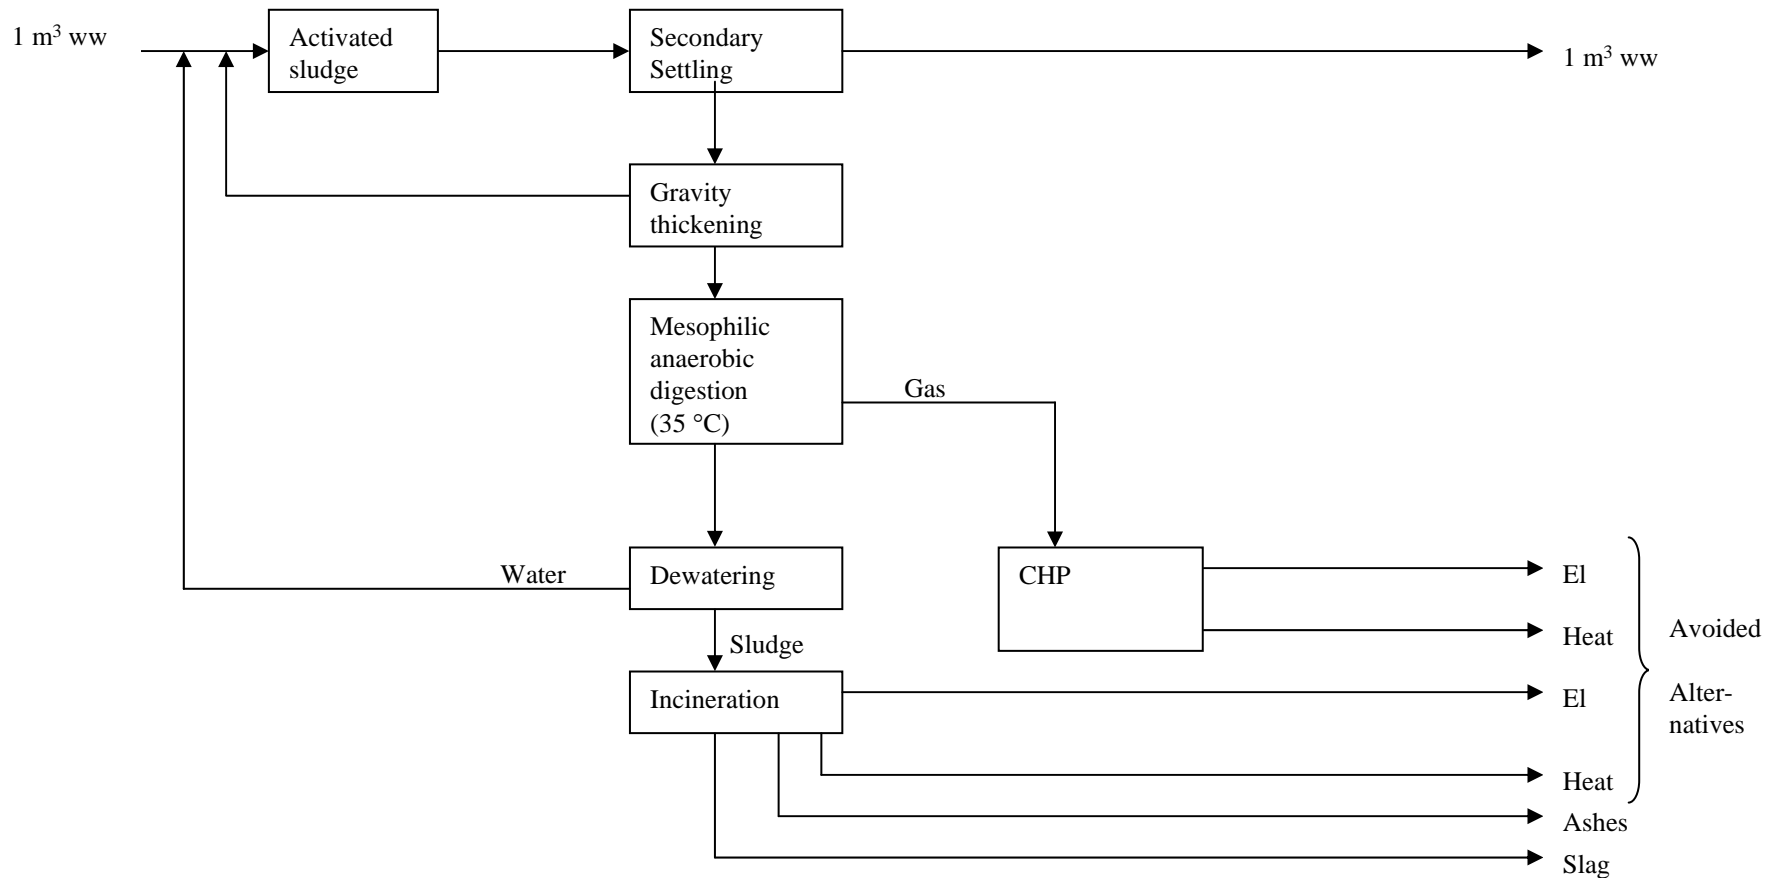 1 m³ ww
Activated
sludge
Secondary
Settling
1 m³ ww
Gravity
thickening
Mesophilic
anaerobic
digestion
(35 °C)
Gas
Water
Dewatering
CHP
El
Heat
Avoided
Sludge
Incineration
El
Alter-
natives
Heat
Ashes
Slag